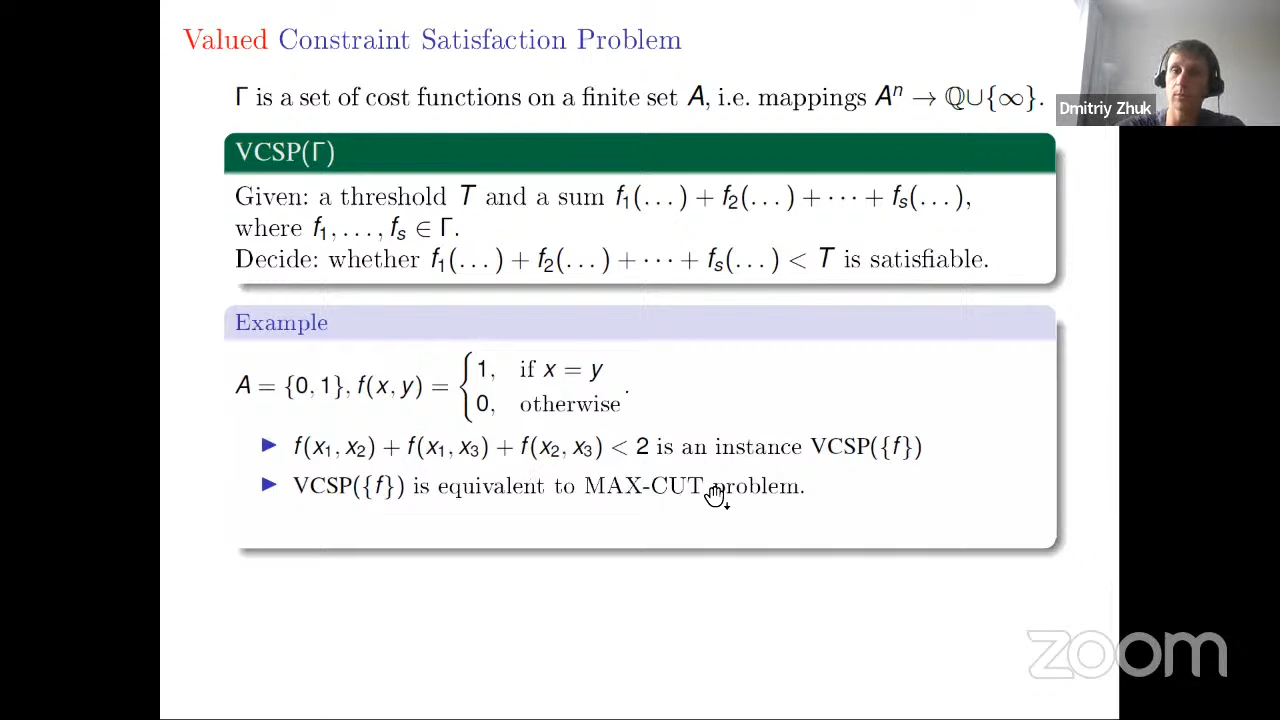 Valued Constraint Satisfaction Problem
Γ is a set of cost functions on a finite set A, i.e. mappings Aⁿ → ℚ∪{∞}.
Dmitriy Zhuk
VCSP(Γ)
Given: a threshold T and a sum f₁(...) + f₂(...) + ··· + fₛ(...),
where f₁, ..., fₛ ∈ Γ.
Decide: whether f₁(...) + f₂(...) + ··· + fₛ(...) < T is satisfiable.
Example
A = {0, 1}, f(x, y) = { 1, if x = y
0, otherwise .
▶ f(x₁, x₂) + f(x₁, x₃) + f(x₂, x₃) < 2 is an instance VCSP({f})
▶ VCSP({f}) is equivalent to MAX-CUT problem.
zoom